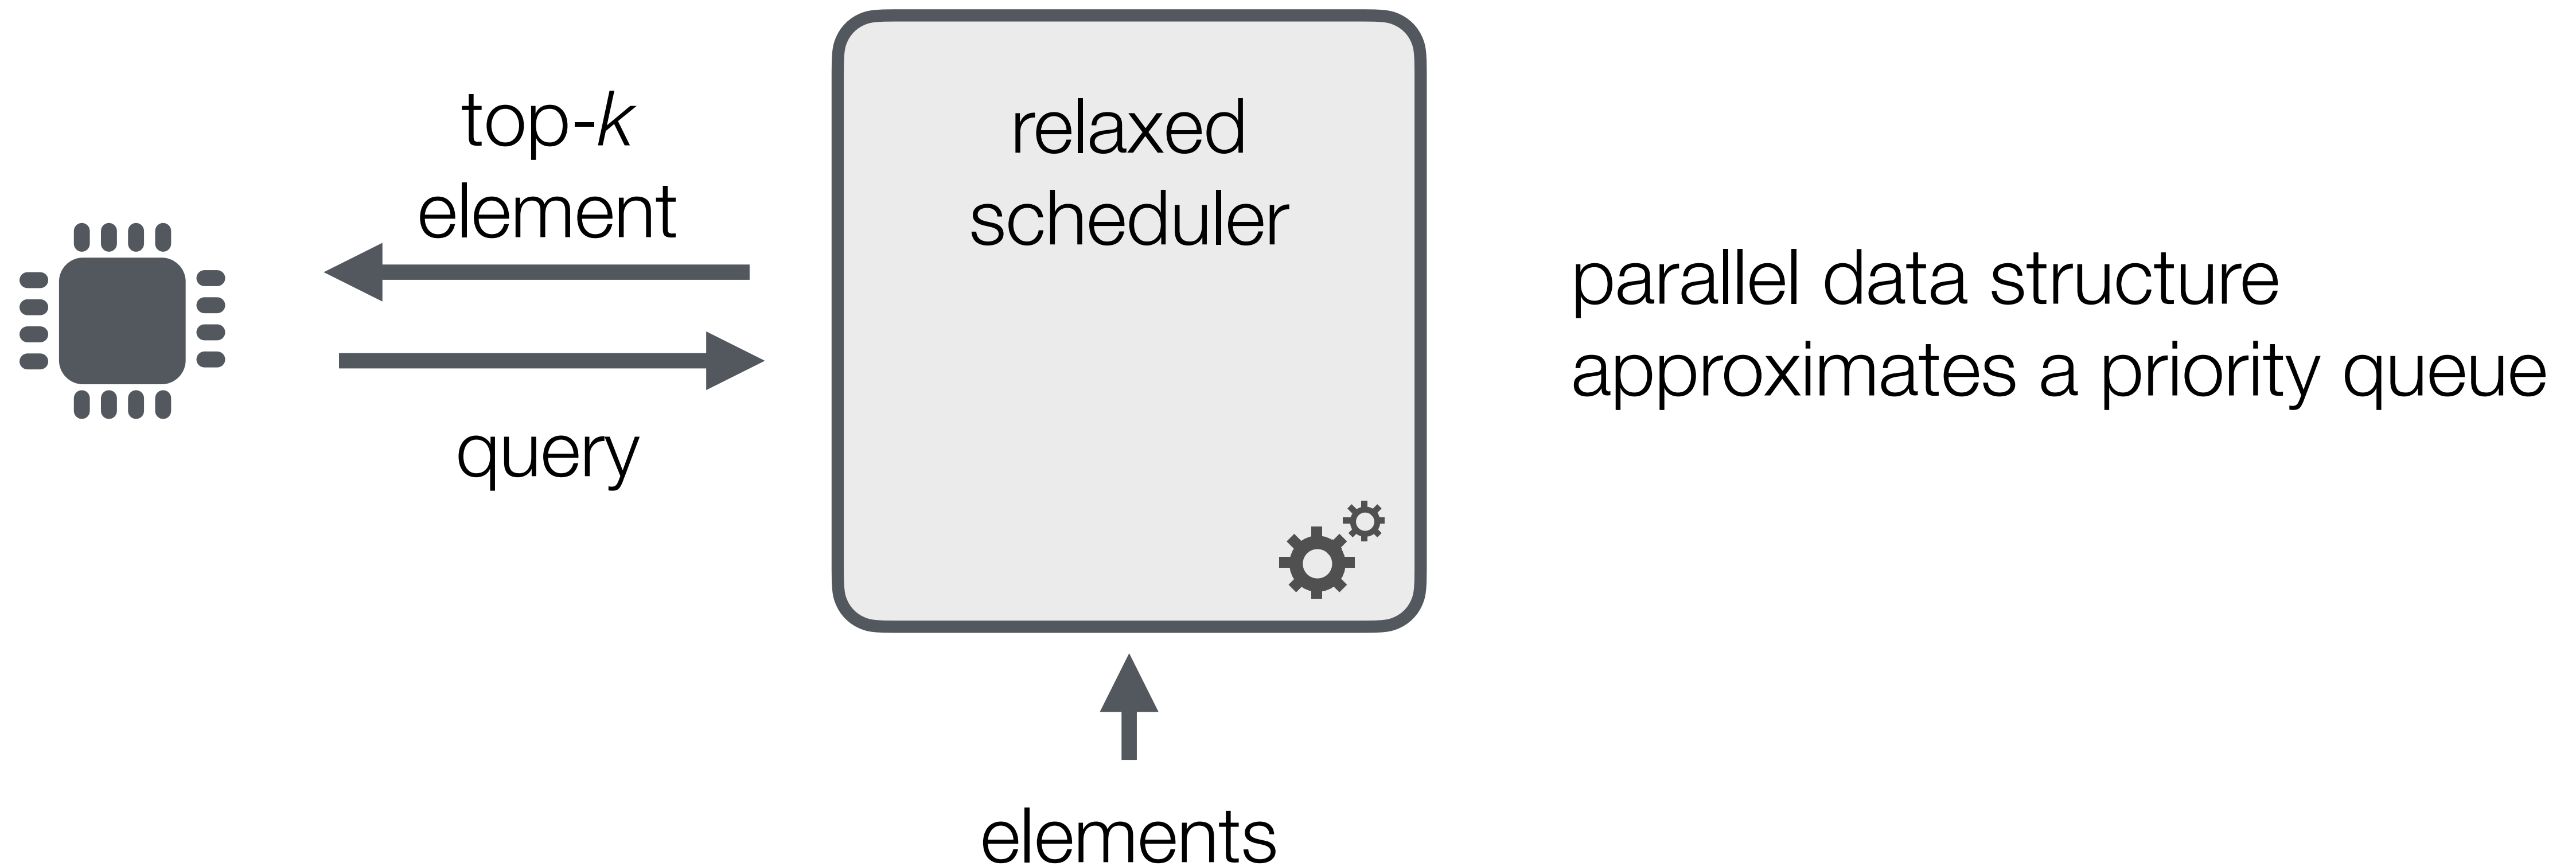 top-k
element
query
relaxed
scheduler
elements
parallel data structure
approximates a priority queue